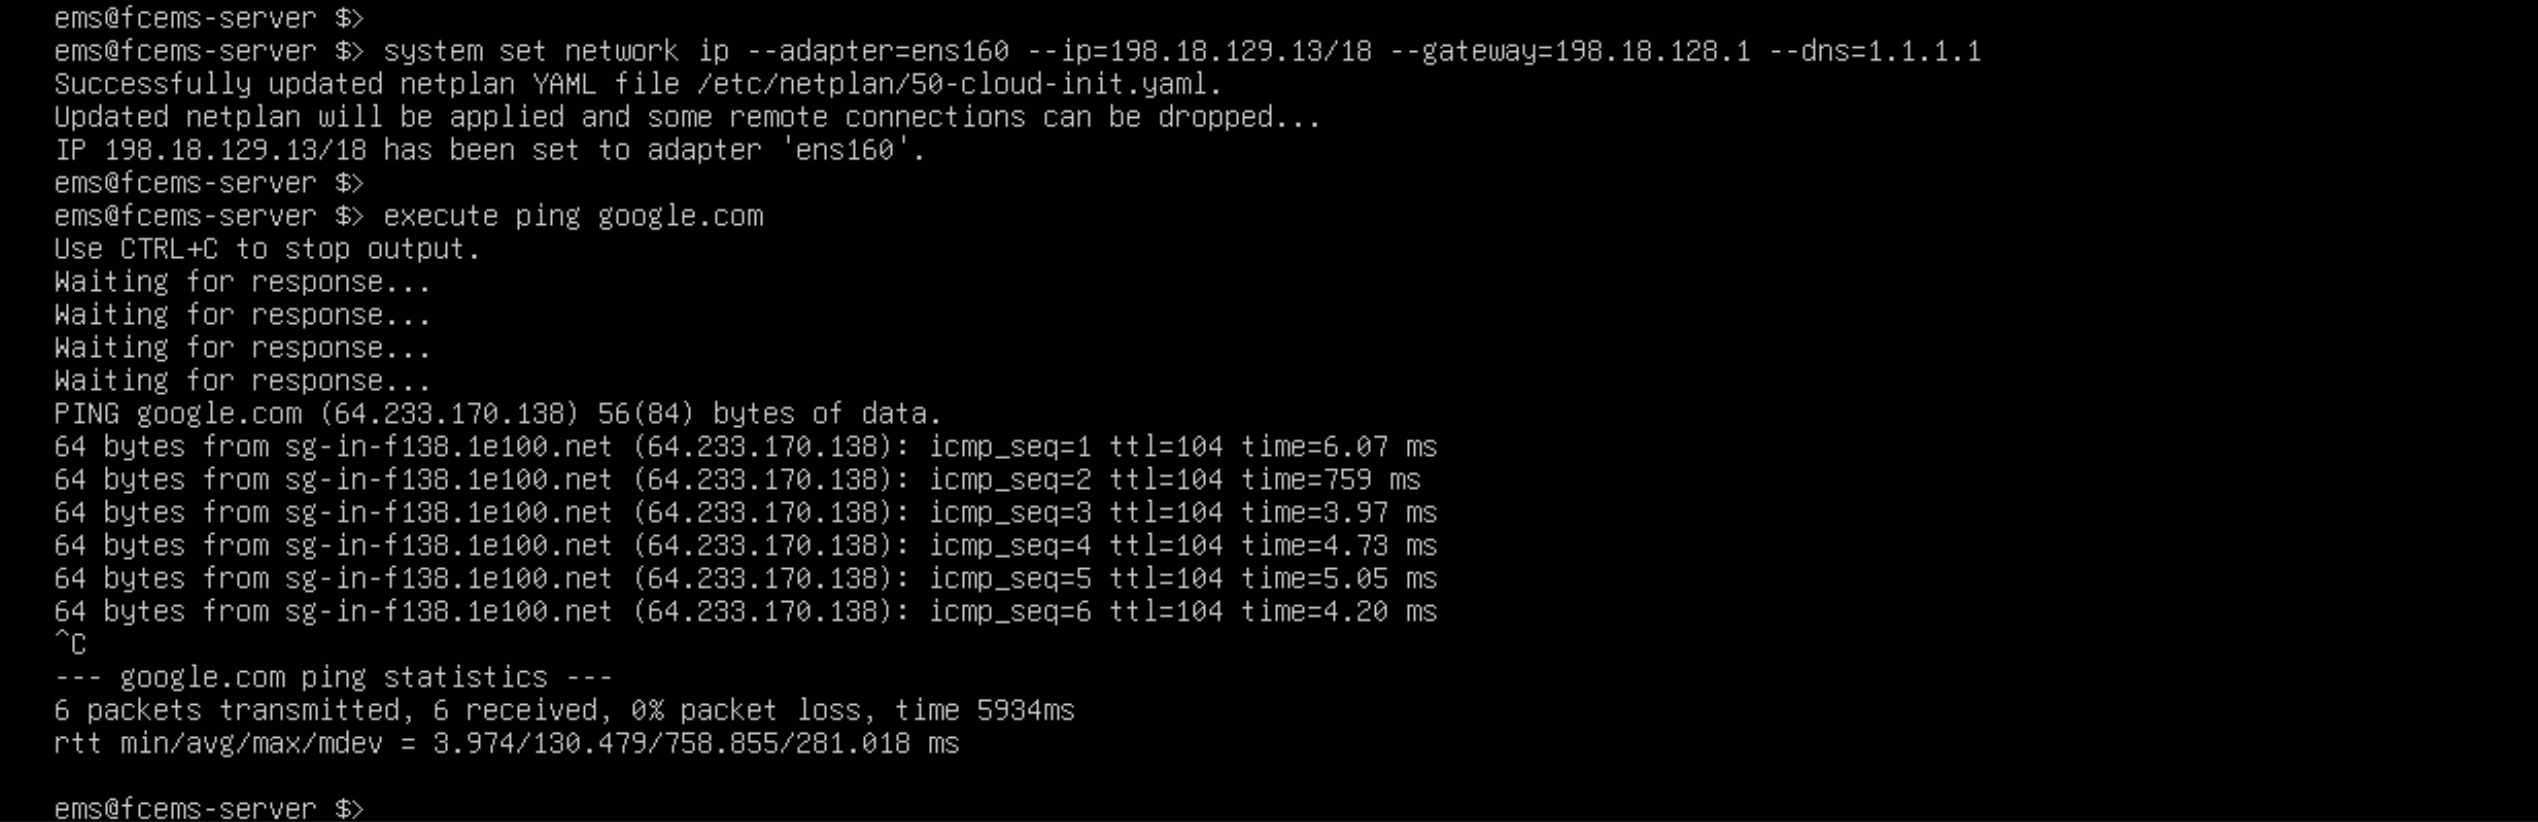 ems@fcems-server $>
ems@fcems-server $> system set network ip --adapter=ens160 --ip=198.18.129.13/18 --gateway=198.18.128.1 --dns=1.1.1.1
Successfully updated netplan YAML file /etc/netplan/50-cloud-init.yaml.
Updated netplan will be applied and some remote connections can be dropped...
IP 198.18.129.13/18 has been set to adapter 'ens160'.
ems@fcems-server $>
ems@fcems-server $> execute ping google.com
Use CTRL+C to stop output.
Waiting for response...
Waiting for response...
Waiting for response...
Waiting for response...
PING google.com (64.233.170.138) 56(84) bytes of data.
64 bytes from sg-in-f138.1e100.net (64.233.170.138): icmp_seq=1 ttl=104 time=6.07 ms
64 bytes from sg-in-f138.1e100.net (64.233.170.138): icmp_seq=2 ttl=104 time=759 ms
64 bytes from sg-in-f138.1e100.net (64.233.170.138): icmp_seq=3 ttl=104 time=3.97 ms
64 bytes from sg-in-f138.1e100.net (64.233.170.138): icmp_seq=4 ttl=104 time=4.73 ms
64 bytes from sg-in-f138.1e100.net (64.233.170.138): icmp_seq=5 ttl=104 time=5.05 ms
64 bytes from sg-in-f138.1e100.net (64.233.170.138): icmp_seq=6 ttl=104 time=4.20 ms
^C
--- google.com ping statistics ---
6 packets transmitted, 6 received, 0% packet loss, time 5934ms
rtt min/avg/max/mdev = 3.974/130.479/758.855/281.018 ms
ems@fcems-server $>